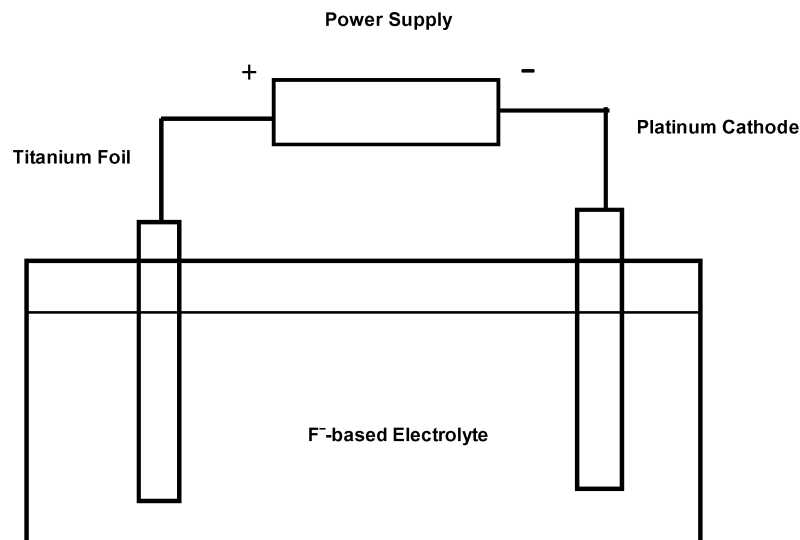 Power Supply
+
−
Platinum Cathode
Titanium Foil
F⁻-based Electrolyte